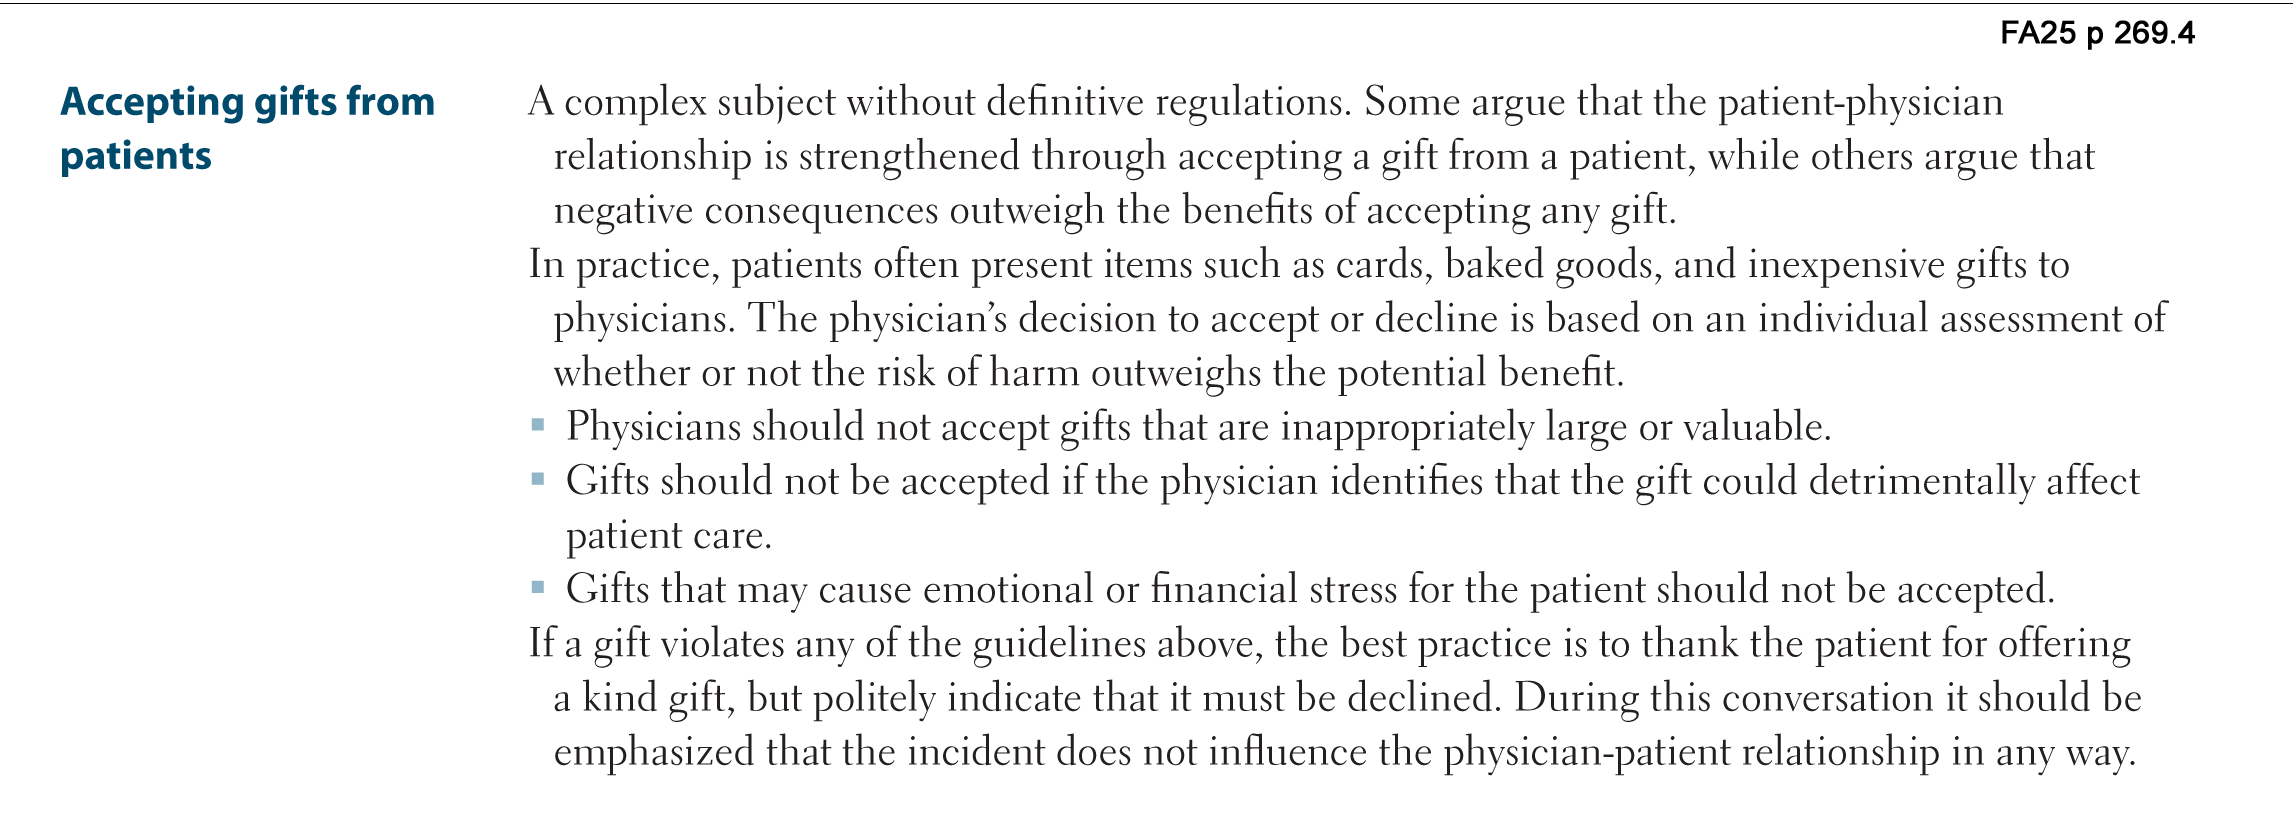 FA25 p 269.4
Accepting gifts from
patients
A complex subject without definitive regulations. Some argue that the patient-physician
relationship is strengthened through accepting a gift from a patient, while others argue that
negative consequences outweigh the benefits of accepting any gift.
In practice, patients often present items such as cards, baked goods, and inexpensive gifts to
physicians. The physician’s decision to accept or decline is based on an individual assessment of
whether or not the risk of harm outweighs the potential benefit.
▪ Physicians should not accept gifts that are inappropriately large or valuable.
▪ Gifts should not be accepted if the physician identifies that the gift could detrimentally affect
patient care.
▪ Gifts that may cause emotional or financial stress for the patient should not be accepted.
If a gift violates any of the guidelines above, the best practice is to thank the patient for offering
a kind gift, but politely indicate that it must be declined. During this conversation it should be
emphasized that the incident does not influence the physician-patient relationship in any way.